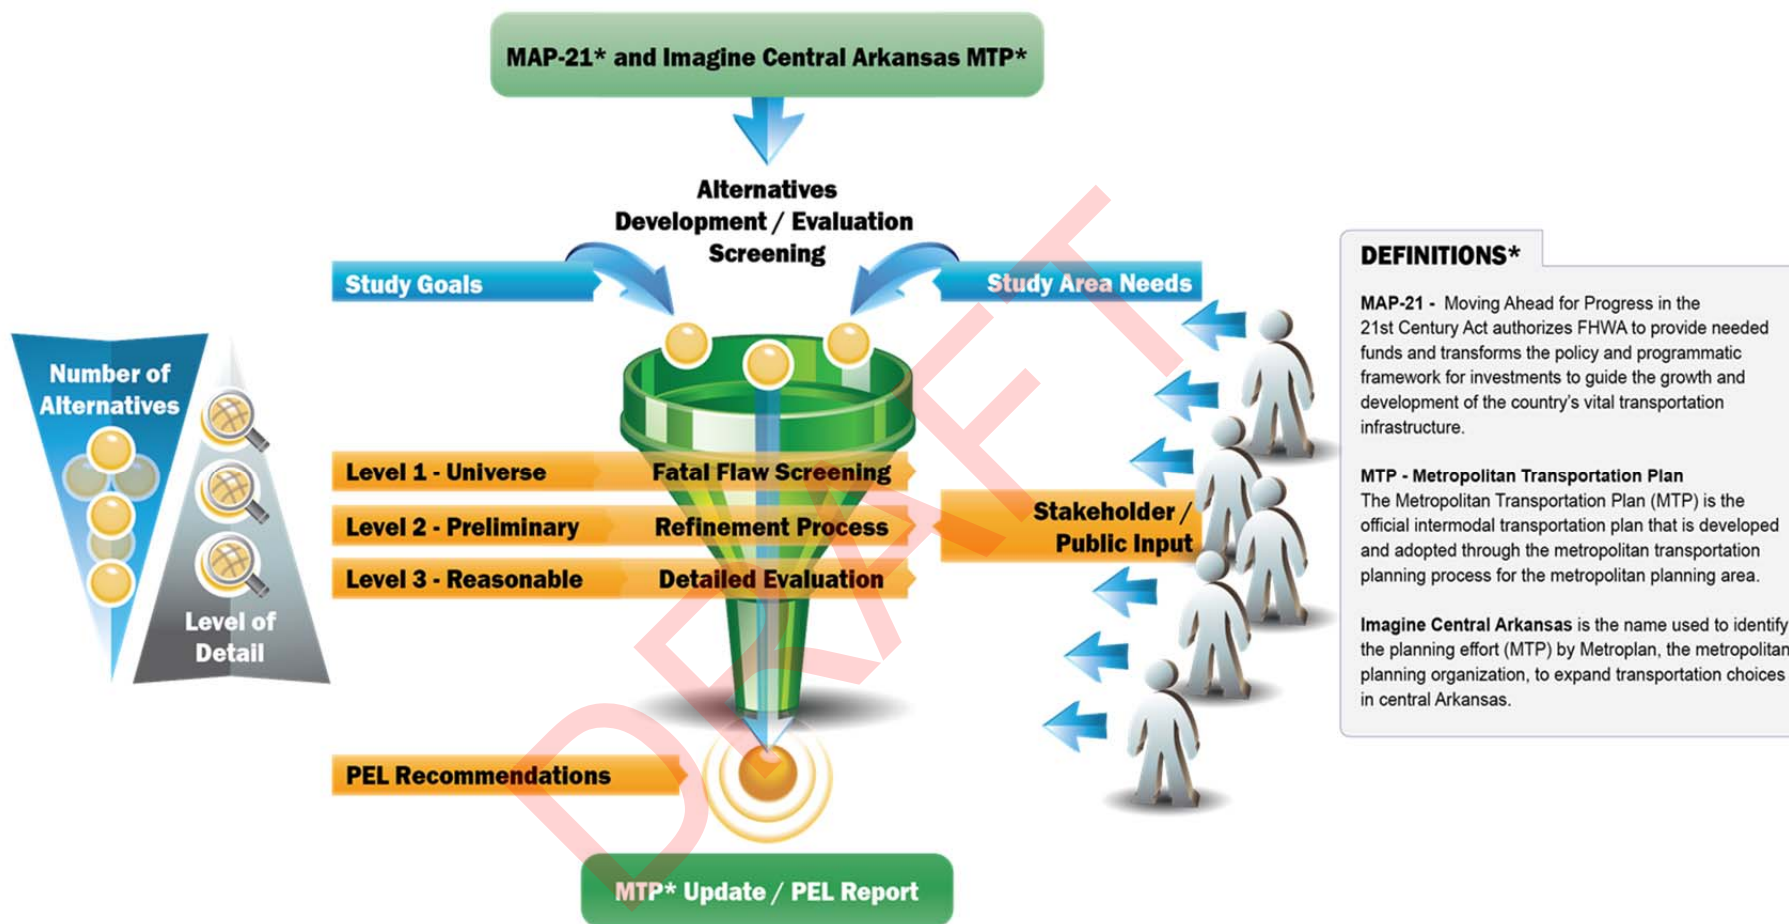 MAP-21* and Imagine Central Arkansas MTP*
Alternatives
Development / Evaluation
Screening
Study Goals
Study Area Needs
Number of
Alternatives
Level of
Detail
Level 1 - Universe
Fatal Flaw Screening
Level 2 - Preliminary
Refinement Process
Level 3 - Reasonable
Detailed Evaluation
Stakeholder /
Public Input
PEL Recommendations
MTP* Update / PEL Report
DEFINITIONS*
MAP-21 - Moving Ahead for Progress in the
21st Century Act authorizes FHWA to provide needed
funds and transforms the policy and programmatic
framework for investments to guide the growth and
development of the country's vital transportation
infrastructure.
MTP - Metropolitan Transportation Plan
The Metropolitan Transportation Plan (MTP) is the
official intermodal transportation plan that is developed
and adopted through the metropolitan transportation
planning process for the metropolitan planning area.
Imagine Central Arkansas is the name used to identify
the planning effort (MTP) by Metroplan, the metropolitan
planning organization, to expand transportation choices
in central Arkansas.
DRAFT